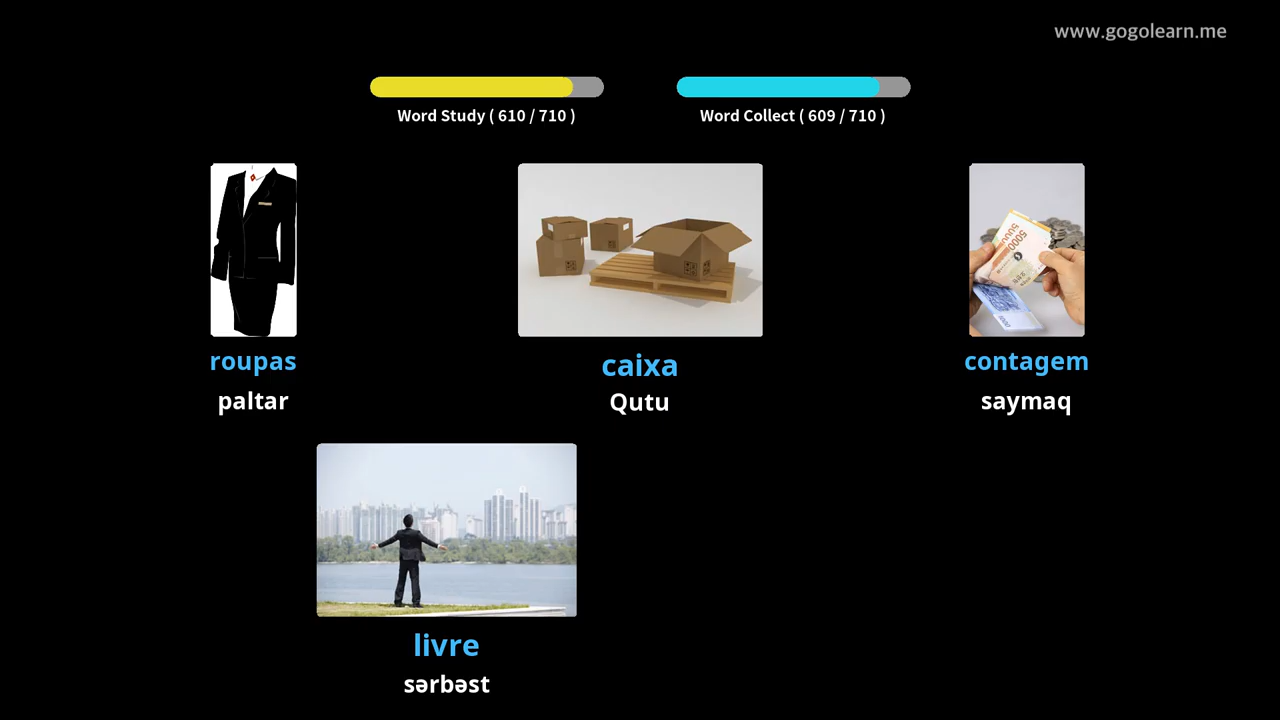 www.gogolearn.me
Word Study ( 610 / 710 )
Word Collect ( 609 / 710 )
roupas
paltar
caixa
Qutu
contagem
saymaq
livre
sərbəst